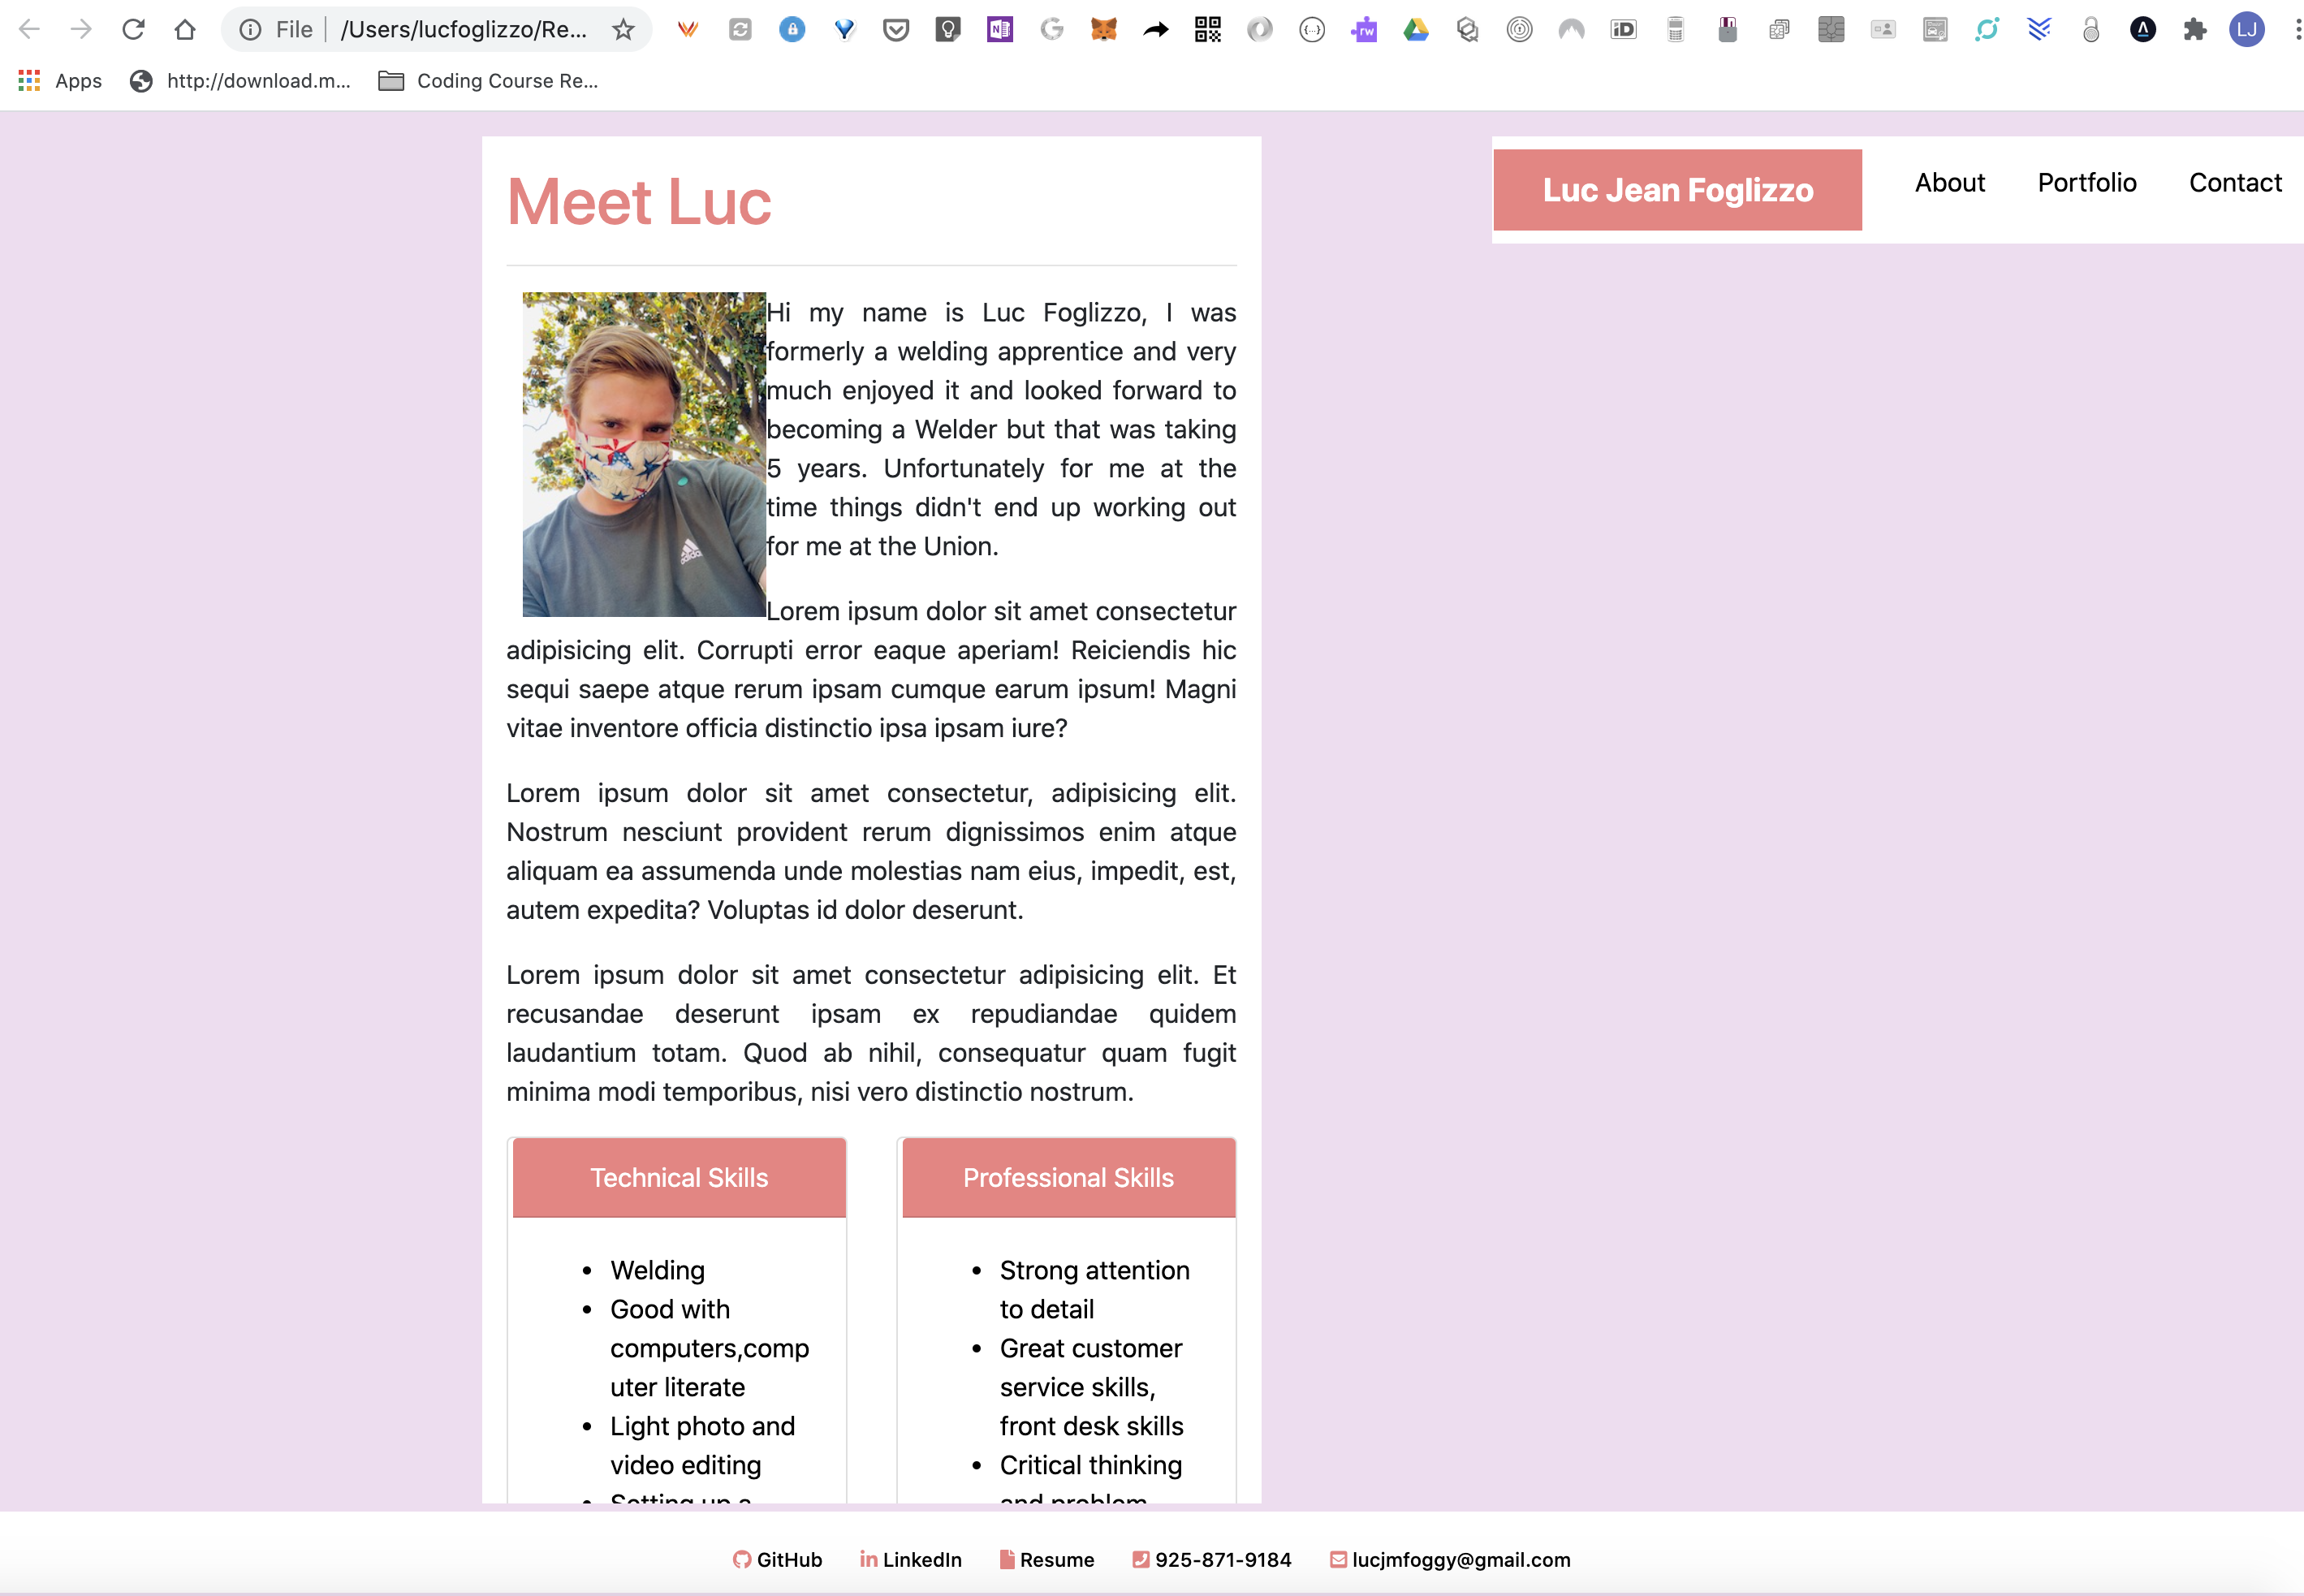 File /Users/lucfoglizzo/Re...
Apps http://download.m... Coding Course Re...
LJ
Luc Jean Foglizzo About Portfolio Contact
Meet Luc
Hi my name is Luc Foglizzo, I was
formerly a welding apprentice and very
much enjoyed it and looked forward to
becoming a Welder but that was taking
5 years. Unfortunately for me at the
time things didn't end up working out
for me at the Union.
adidas
Lorem ipsum dolor sit amet consectetur
adipisicing elit. Corrupti error eaque aperiam! Reiciendis hic
sequi saepe atque rerum ipsam cumque earum ipsum! Magni
vitae inventore officia distinctio ipsa ipsam iure?
Lorem ipsum dolor sit amet consectetur, adipisicing elit.
Nostrum nesciunt provident rerum dignissimos enim atque
aliquam ea assumenda unde molestias nam eius, impedit, est,
autem expedita? Voluptas id dolor deserunt.
Lorem ipsum dolor sit amet consectetur adipisicing elit. Et
recusandae deserunt ipsam ex repudiandae quidem
laudantium totam. Quod ab nihil, consequatur quam fugit
minima modi temporibus, nisi vero distinctio nostrum.
Technical Skills
Welding
Good with
computers,comp
uter literate
Light photo and
video editing
Setting up a
Professional Skills
Strong attention
to detail
Great customer
service skills,
front desk skills
Critical thinking
and problem
GitHub LinkedIn Resume 925-871-9184 lucjmfoggy@gmail.com